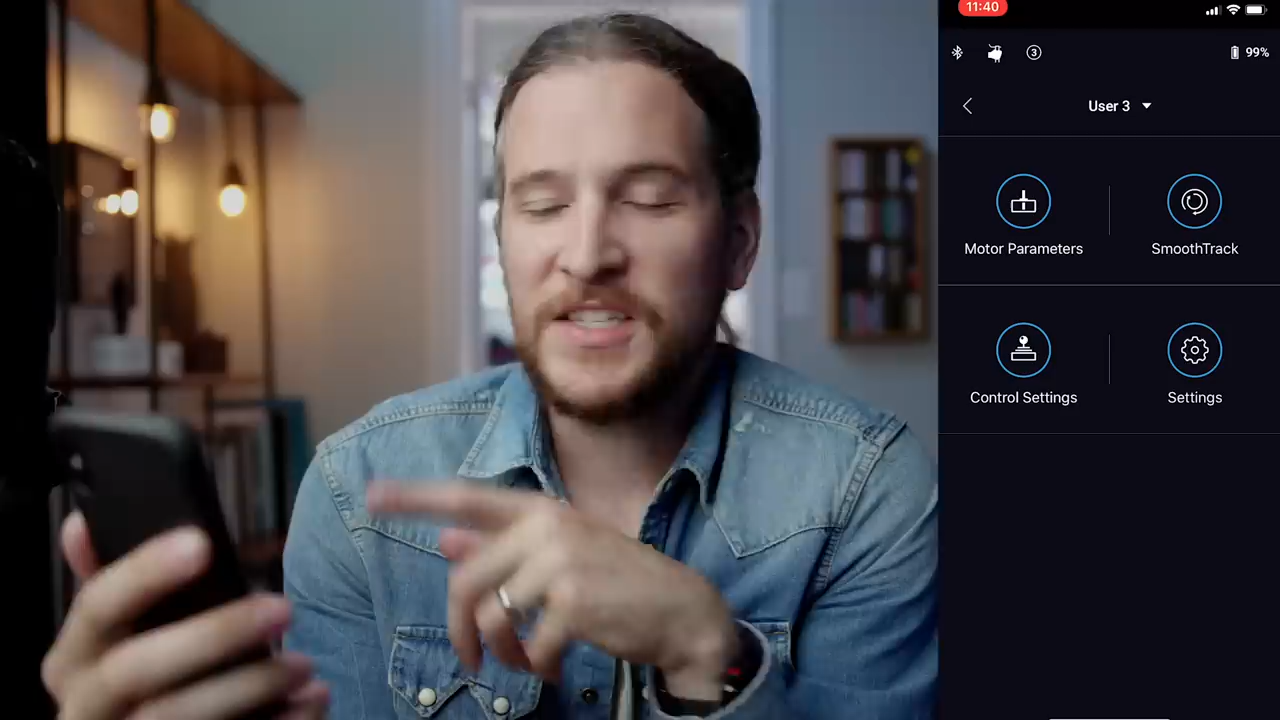 11:40
3
99%
User 3
Motor Parameters
SmoothTrack
Control Settings
Settings